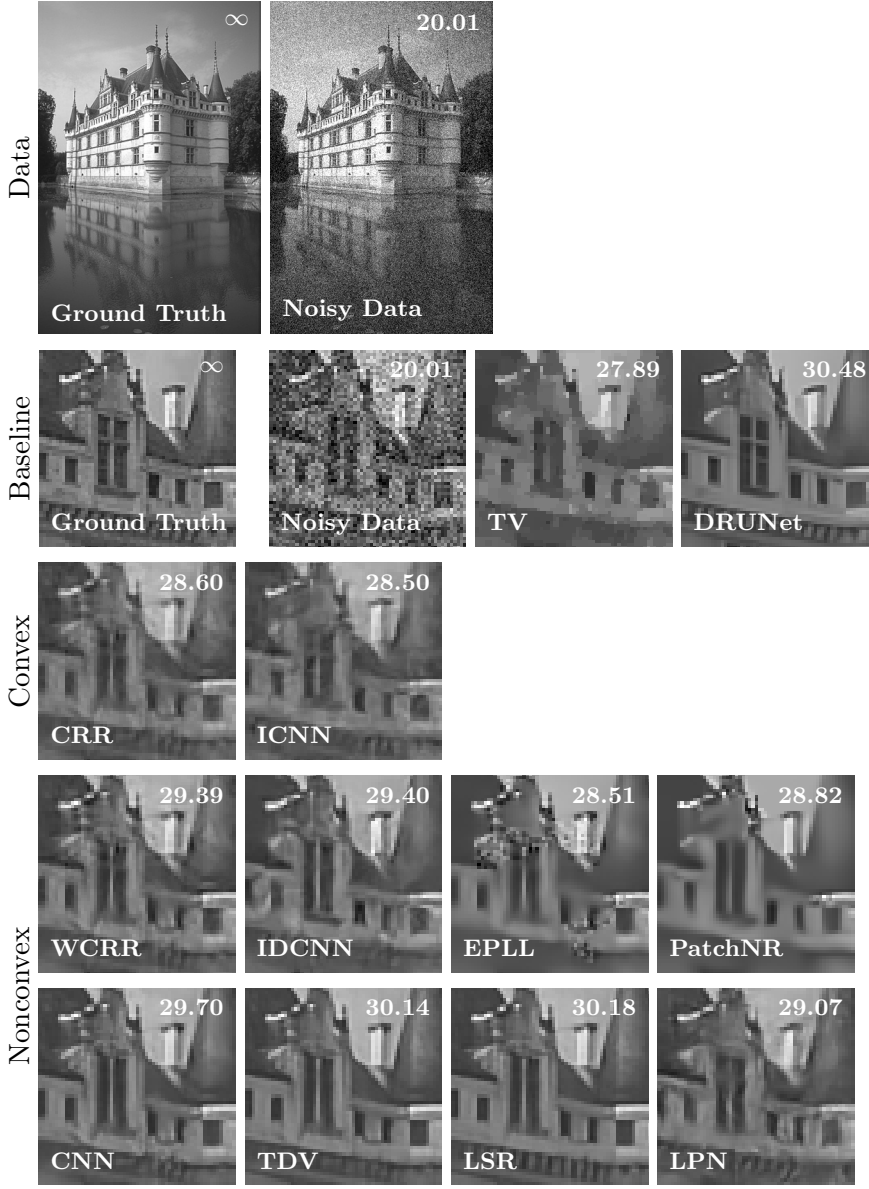 Data
∞
Ground Truth
20.01
Noisy Data
Baseline
∞
Ground Truth
20.01
Noisy Data
27.89
TV
30.48
DRUNet
Convex
28.60
CRR
28.50
ICNN
Nonconvex
29.39
WCRR
29.40
IDCNN
28.51
EPLL
28.82
PatchNR
29.70
CNN
30.14
TDV
30.18
LSR
29.07
LPN